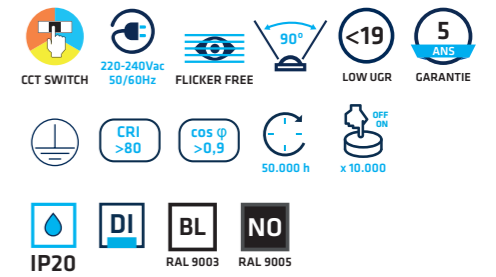 90°
<19
5
ANS
CCT SWITCH
220-240Vac
50/60Hz
FLICKER FREE
LOW UGR
GARANTIE
CRI
>80
cos φ
>0,9
OFF
ON
50.000 h
x 10.000
DI
BL
NO
IP20
RAL 9003
RAL 9005